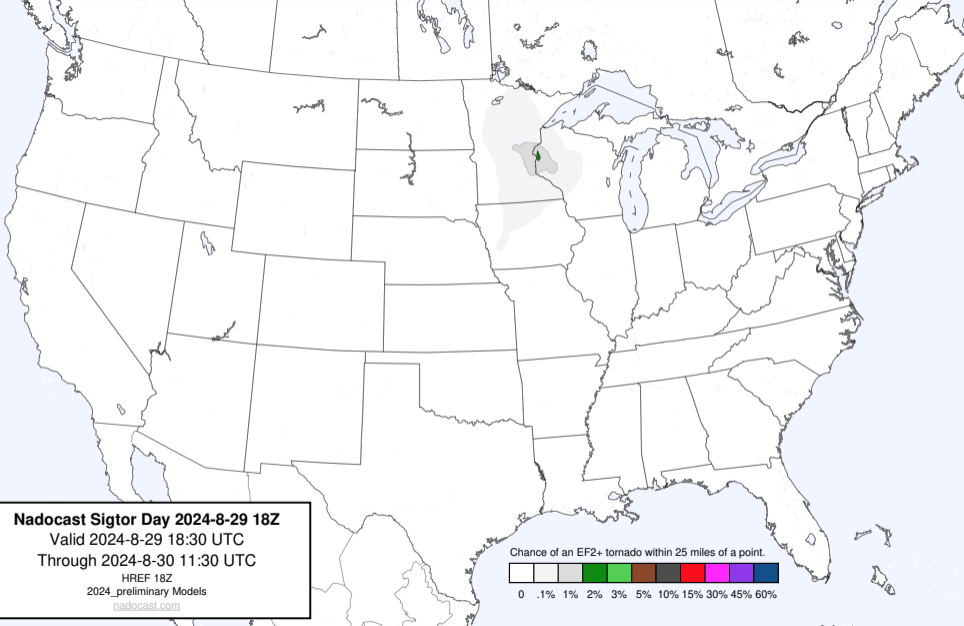 Nadocast Sigtor Day 2024-8-29 18Z
Valid 2024-8-29 18:30 UTC
Through 2024-8-30 11:30 UTC
HREF 18Z
2024_preliminary Models
nadocast.com
Chance of an EF2+ tornado within 25 miles of a point.
0 .1% 1% 2% 3% 5% 10% 15% 30% 45% 60%